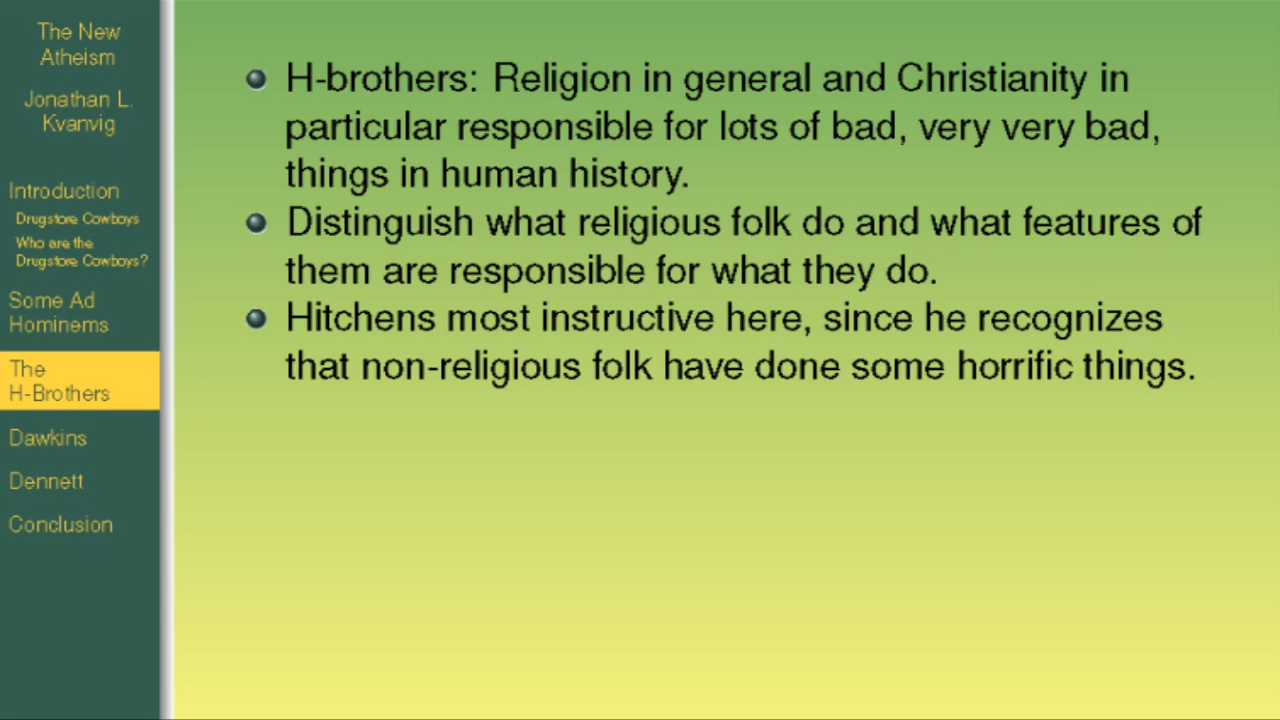 The New
Atheism
Jonathan L.
Kvanvig
Introduction
Drugstore Cowboys
Who are the
Drugstore Cowboys?
Some Ad
Hominems
The
H-Brothers
Dawkins
Dennett
Conclusion
H-brothers: Religion in general and Christianity in
particular responsible for lots of bad, very very bad,
things in human history.
Distinguish what religious folk do and what features of
them are responsible for what they do.
Hitchens most instructive here, since he recognizes
that non-religious folk have done some horrific things.